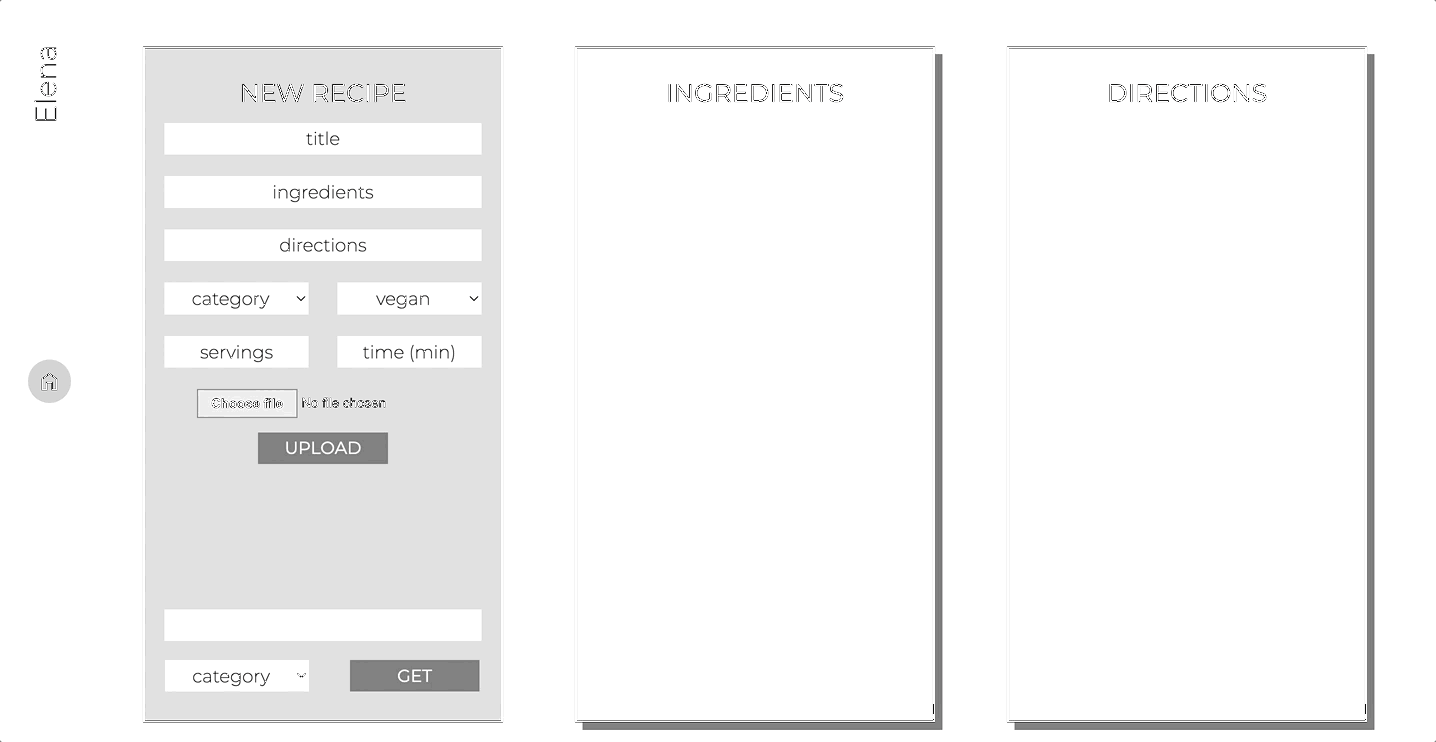 Elena
NEW RECIPE
title
ingredients
directions
category
vegan
servings
time (min)
Choose file No file chosen
UPLOAD
category
GET
INGREDIENTS
DIRECTIONS